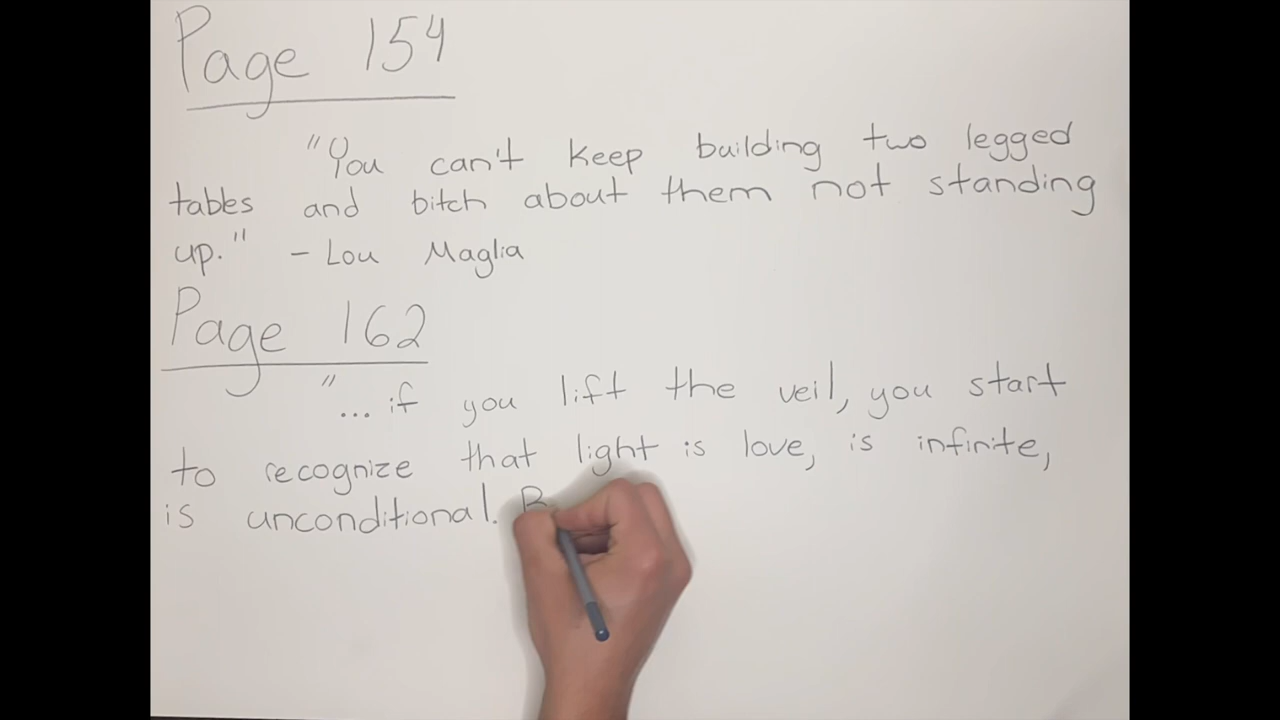 Page 154
"You can't keep building two legged
tables and bitch about them not standing
up." - Lou Maglia
Page 162
"... if you lift the veil, you start
to recognize that light is love, is infinite,
is unconditional.